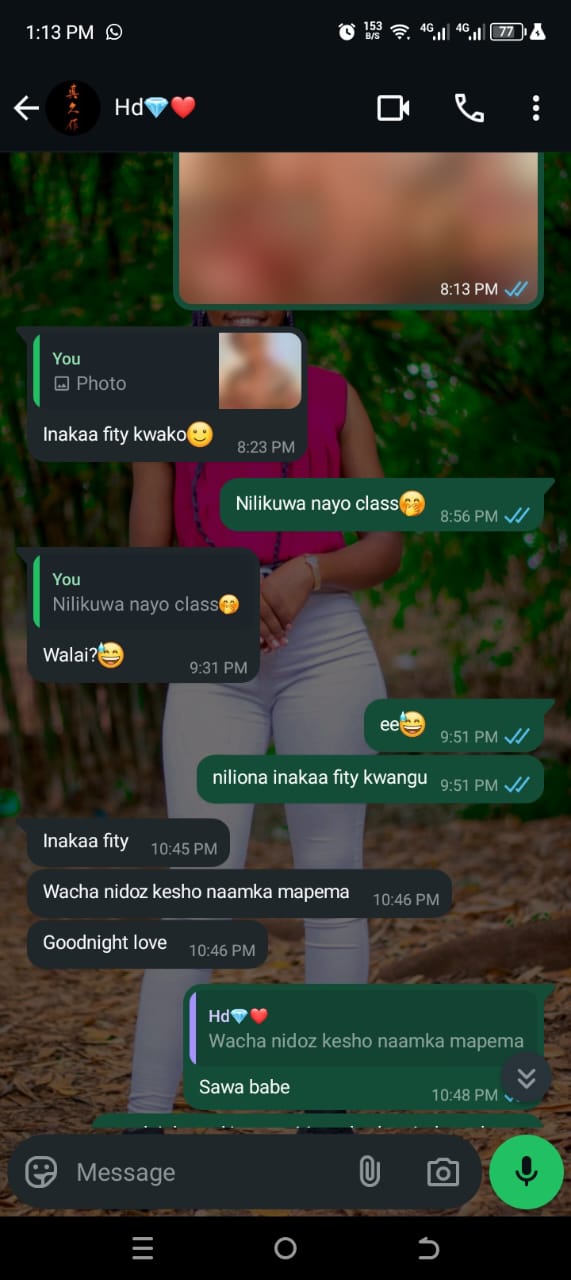 1:13 PM
153 B/S 4G 4G 77
真久作 Hd💎❤️
8:13 PM
You
Photo
Inakaa fity kwako🙂 8:23 PM
Nilikuwa nayo class🤭 8:56 PM
You
Nilikuwa nayo class🤭
Walai?😅 9:31 PM
ee😅 9:51 PM
niliona inakaa fity kwangu 9:51 PM
Inakaa fity 10:45 PM
Wacha nidoz kesho naamka mapema 10:46 PM
Goodnight love 10:46 PM
Hd💎❤️
Wacha nidoz kesho naamka mapema
Sawa babe 10:48 PM
Message